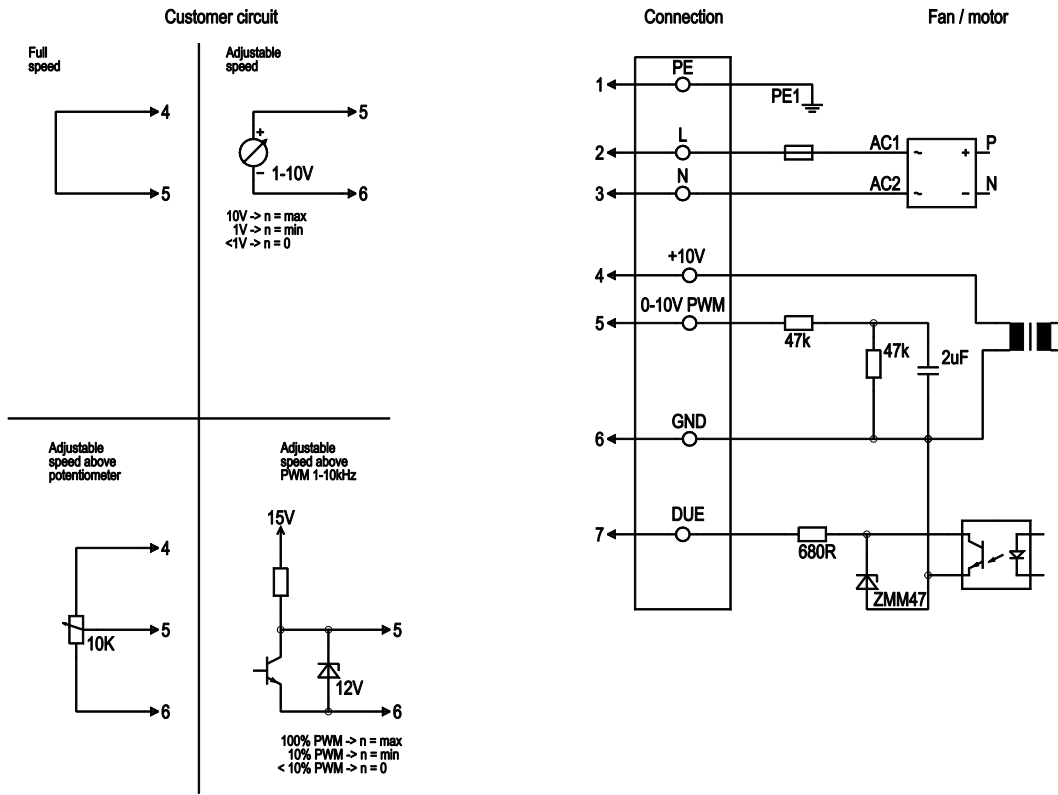 Customer circuit
Connection
Fan / motor
Full
speed
4
5
Adjustable
speed
5
+
1-10V
–
6
10V -> n = max
1V -> n = min
<1V -> n = 0
Adjustable
speed above
potentiometer
4
5
10K
6
Adjustable
speed above
PWM 1-10kHz
15V
5
12V
6
100% PWM -> n = max
10% PWM -> n = min
< 10% PWM -> n = 0
1
PE
PE1
2
L
AC1
~
+
P
3
N
AC2
~
–
N
4
+10V
5
0-10V PWM
47k
47k
2uF
6
GND
7
DUE
680R
ZMM47